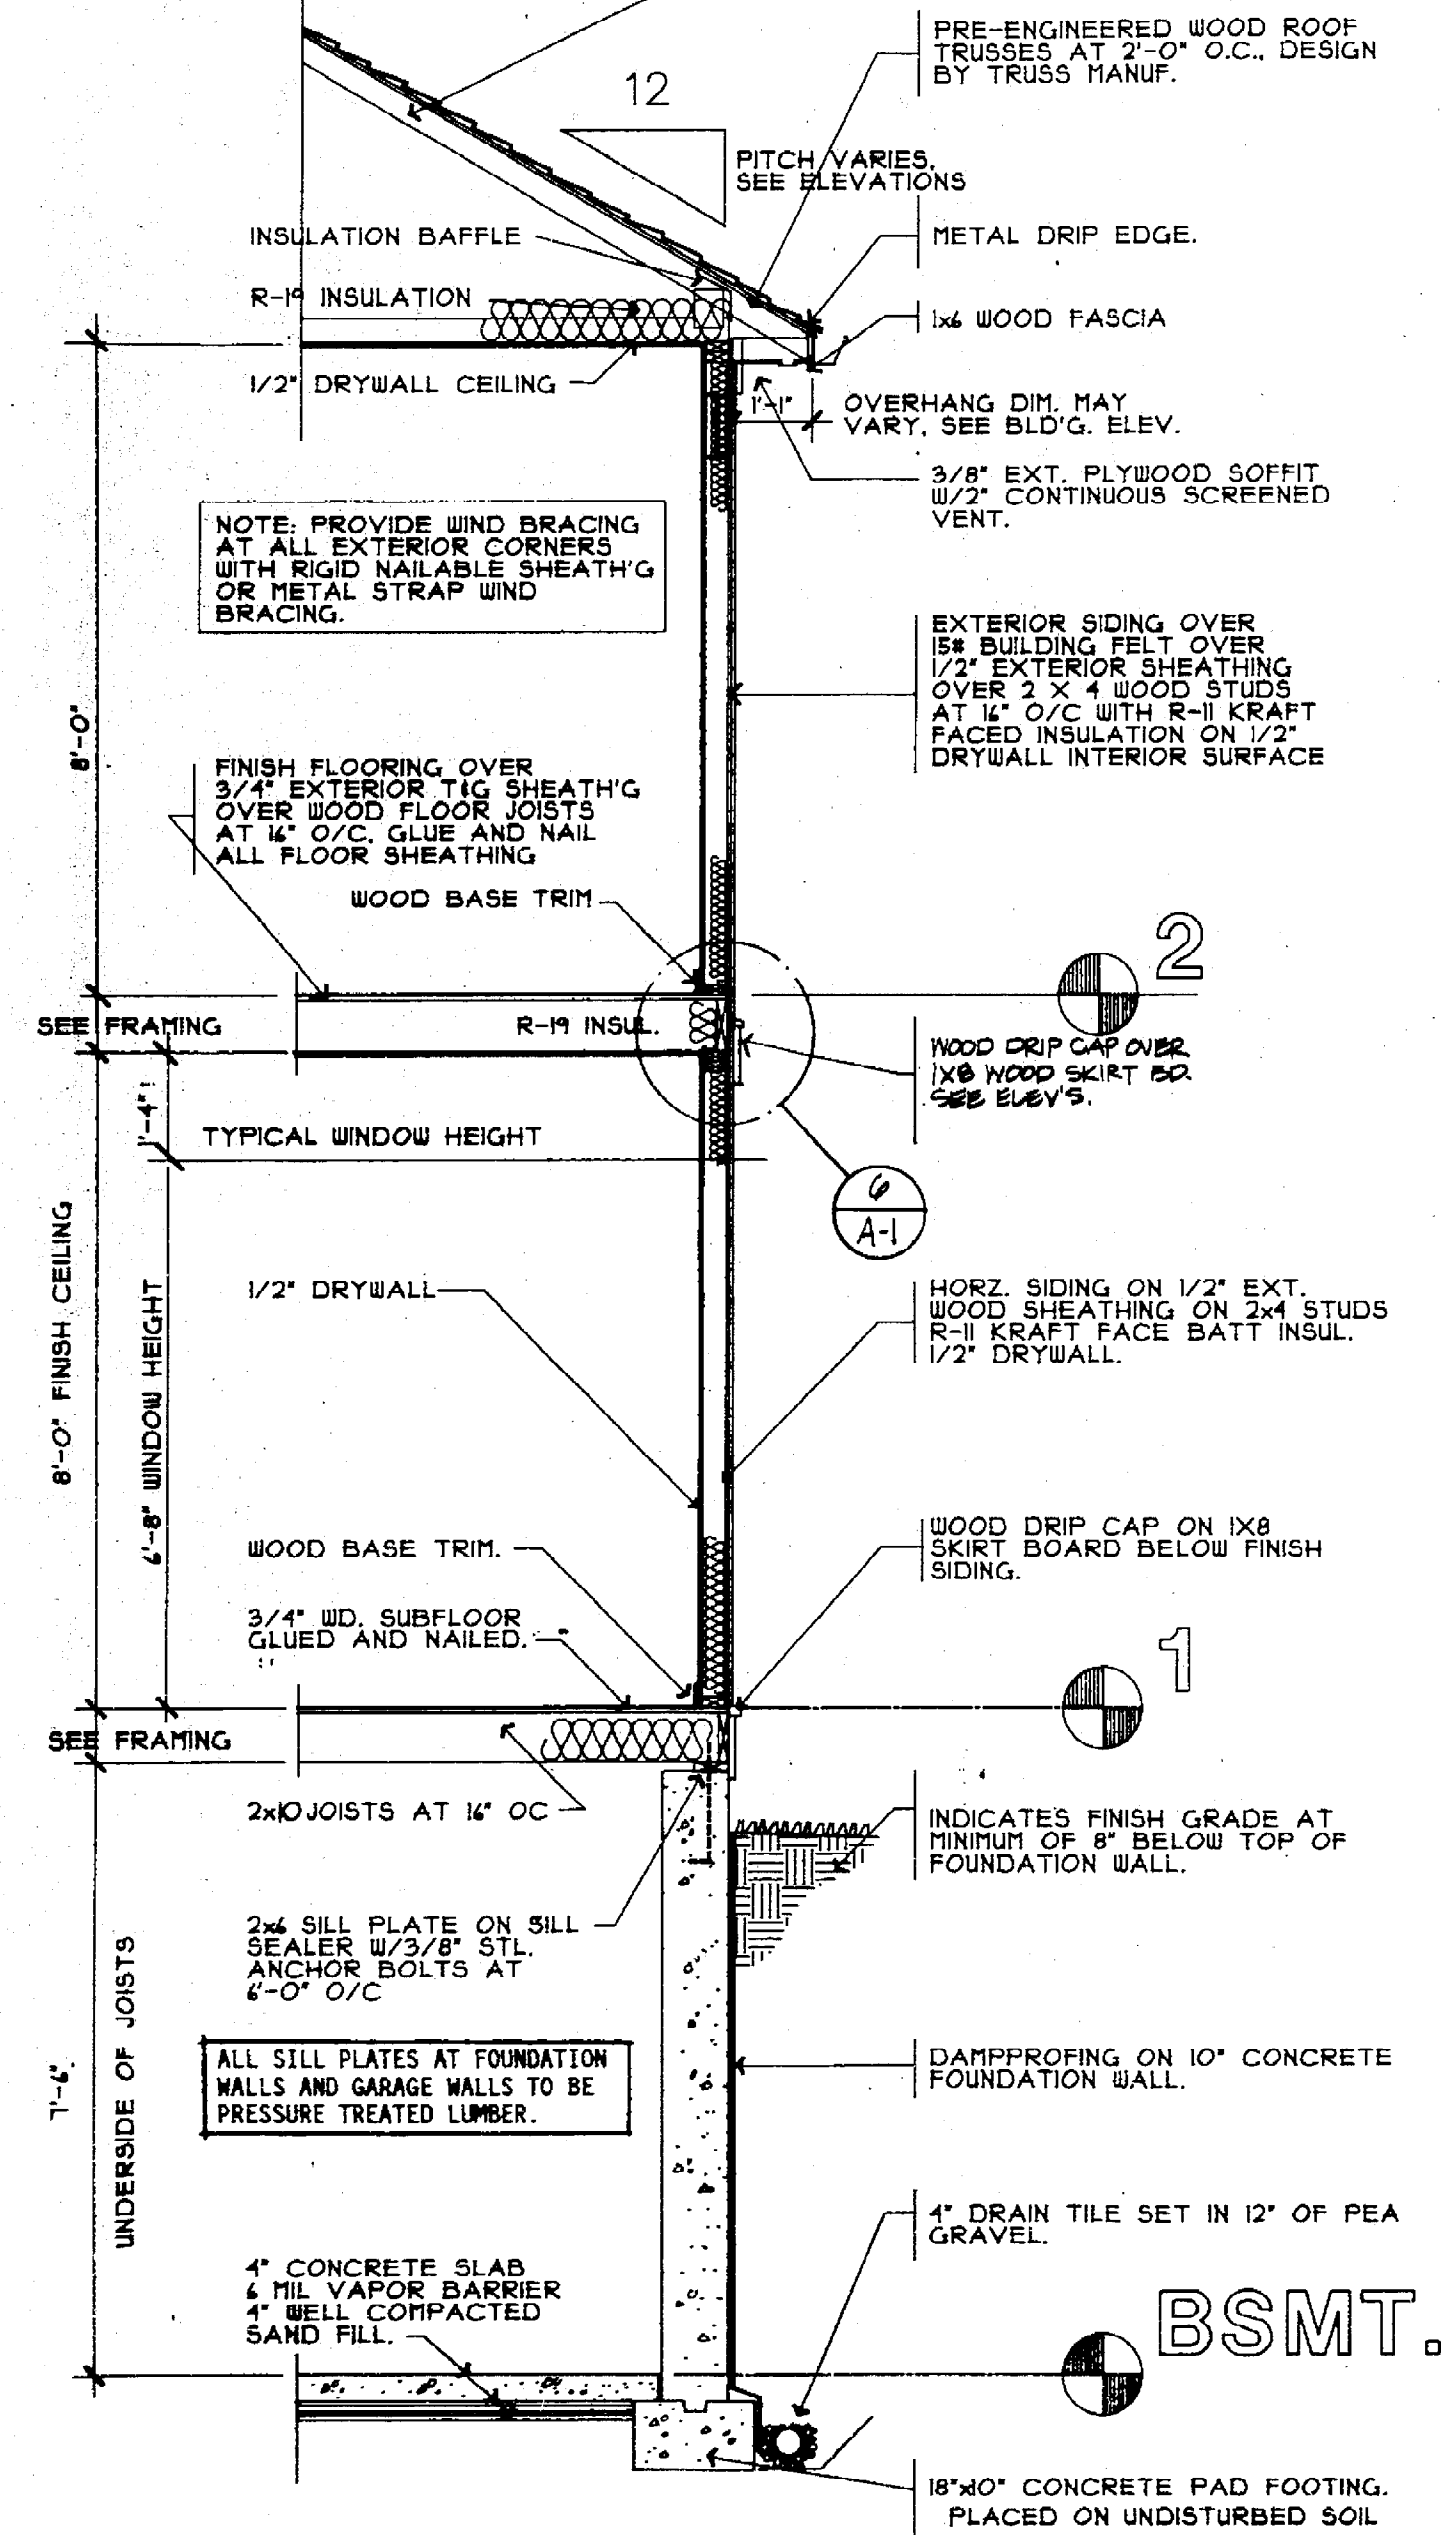 PRE-ENGINEERED WOOD ROOF
TRUSSES AT 2'-0" O.C., DESIGN
BY TRUSS MANUF.
12
PITCH VARIES,
SEE ELEVATIONS
INSULATION BAFFLE
METAL DRIP EDGE.
R-19 INSULATION
1x6 WOOD FASCIA
1/2" DRYWALL CEILING
1'-1"
OVERHANG DIM. MAY
VARY, SEE BLD'G. ELEV.
3/8" EXT. PLYWOOD SOFFIT
W/2" CONTINUOUS SCREENED
VENT.
NOTE: PROVIDE WIND BRACING
AT ALL EXTERIOR CORNERS
WITH RIGID NAILABLE SHEATH'G
OR METAL STRAP WIND
BRACING.
EXTERIOR SIDING OVER
15# BUILDING FELT OVER
1/2" EXTERIOR SHEATHING
OVER 2 X 4 WOOD STUDS
AT 16" O/C WITH R-11 KRAFT
FACED INSULATION ON 1/2"
DRYWALL INTERIOR SURFACE
8'-0"
FINISH FLOORING OVER
3/4" EXTERIOR T&G SHEATH'G
OVER WOOD FLOOR JOISTS
AT 16" O/C. GLUE AND NAIL
ALL FLOOR SHEATHING
WOOD BASE TRIM
2
SEE FRAMING
R-19 INSUL.
WOOD DRIP CAP OVER
1X8 WOOD SKIRT BD.
SEE ELEV'S.
1'-4"
TYPICAL WINDOW HEIGHT
6
A-1
8'-0" FINISH CEILING
6'-8" WINDOW HEIGHT
1/2" DRYWALL
HORZ. SIDING ON 1/2" EXT.
WOOD SHEATHING ON 2x4 STUDS
R-11 KRAFT FACE BATT INSUL.
1/2" DRYWALL.
WOOD BASE TRIM.
WOOD DRIP CAP ON 1X8
SKIRT BOARD BELOW FINISH
SIDING.
3/4" WD. SUBFLOOR
GLUED AND NAILED.
1
SEE FRAMING
2x10 JOISTS AT 16" OC
INDICATES FINISH GRADE AT
MINIMUM OF 8" BELOW TOP OF
FOUNDATION WALL.
2x6 SILL PLATE ON SILL
SEALER W/3/8" STL.
ANCHOR BOLTS AT
6'-0" O/C
7'-6"
UNDERSIDE OF JOISTS
ALL SILL PLATES AT FOUNDATION
WALLS AND GARAGE WALLS TO BE
PRESSURE TREATED LUMBER.
DAMPPROFING ON 10" CONCRETE
FOUNDATION WALL.
4" DRAIN TILE SET IN 12" OF PEA
GRAVEL.
4" CONCRETE SLAB
6 MIL VAPOR BARRIER
4" WELL COMPACTED
SAND FILL.
BSMT.
18"x10" CONCRETE PAD FOOTING.
PLACED ON UNDISTURBED SOIL